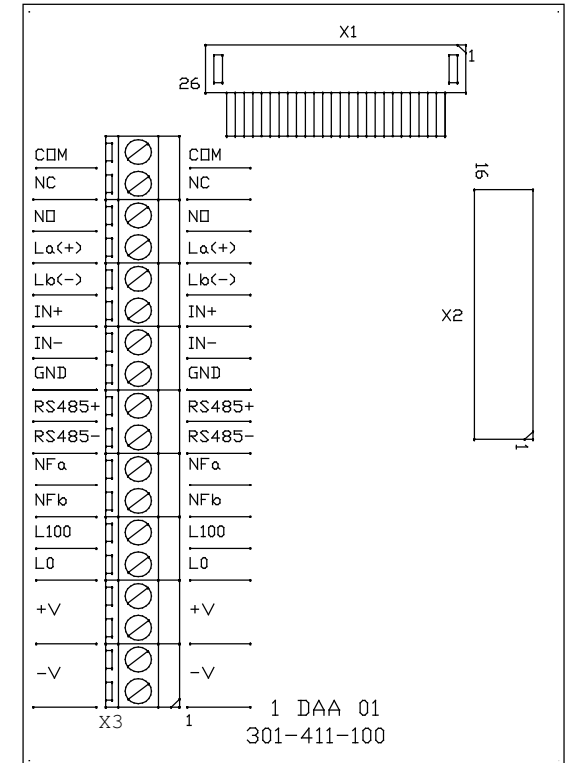 X1
1
26
COM COM
NC NC
16
NO NO
La(+) La(+)
Lb(-) Lb(-)
IN+ IN+
X2
IN- IN-
GND GND
RS485+ RS485+
RS485- RS485-
1
NFa NFa
NFb NFb
L100 L100
L0 L0
+V +V
-V -V
X3 1
1 DAA 01
301-411-100